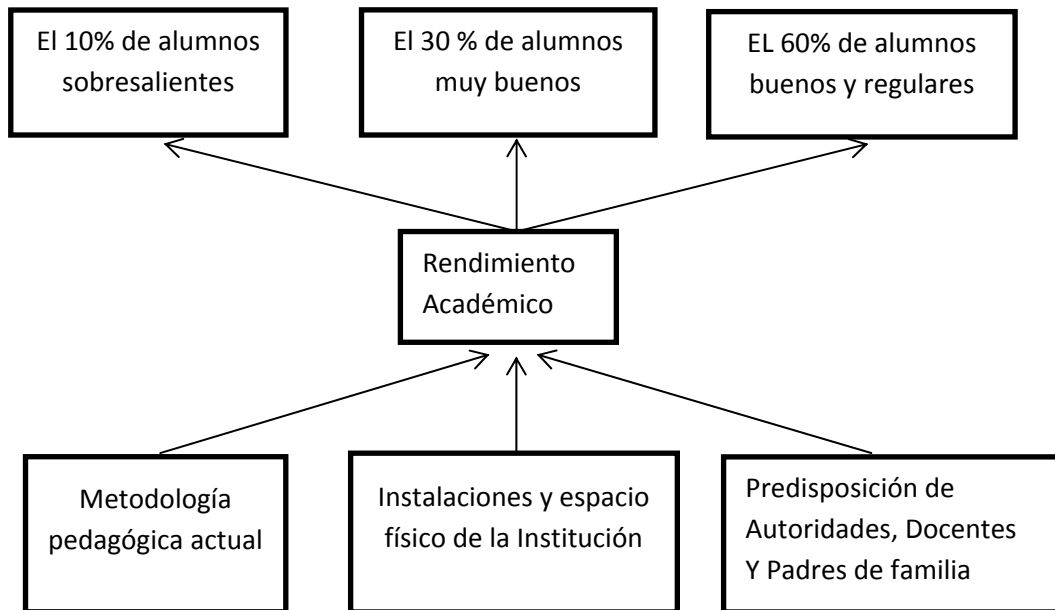 El 10% de alumnos
sobresalientes
El 30 % de alumnos
muy buenos
EL 60% de alumnos
buenos y regulares
Rendimiento
Académico
Metodología
pedagógica actual
Instalaciones y espacio
físico de la Institución
Predisposición de
Autoridades, Docentes
Y Padres de familia